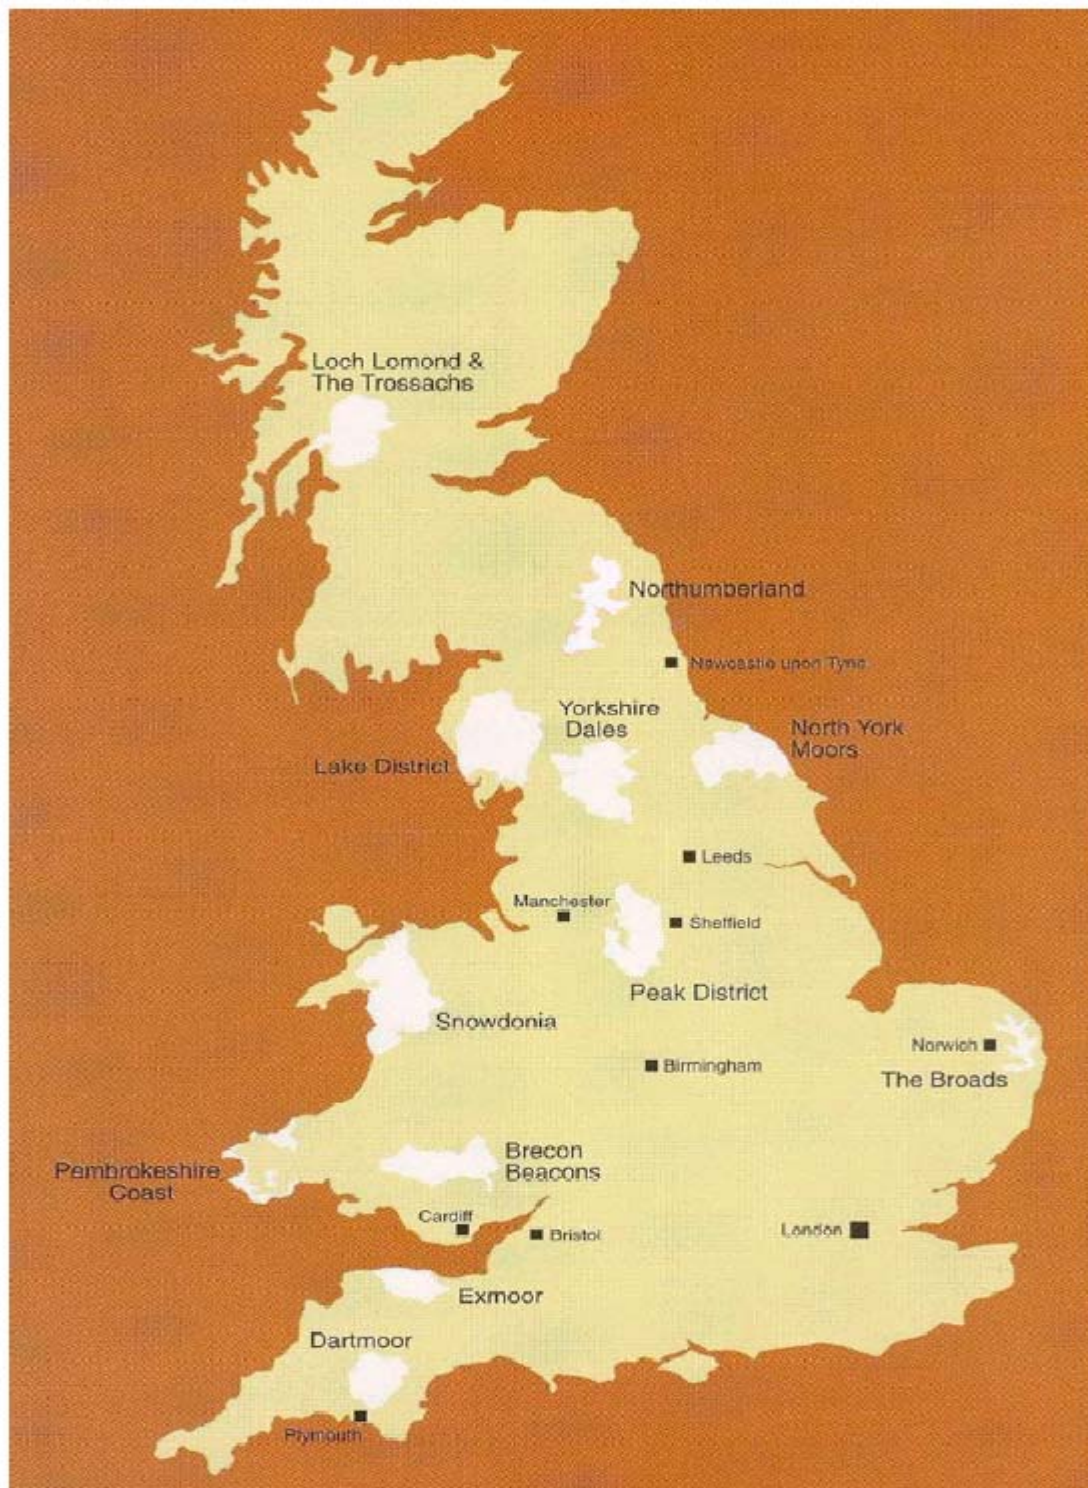 Loch Lomond &
The Trossachs
Northumberland
Newcastle upon Tyne
Yorkshire
Dales
North York
Moors
Lake District
Leeds
Manchester
Sheffield
Peak District
Snowdonia
Norwich
The Broads
Birmingham
Brecon
Beacons
Pembrokeshire
Coast
Cardiff
Bristol
London
Exmoor
Dartmoor
Plymouth